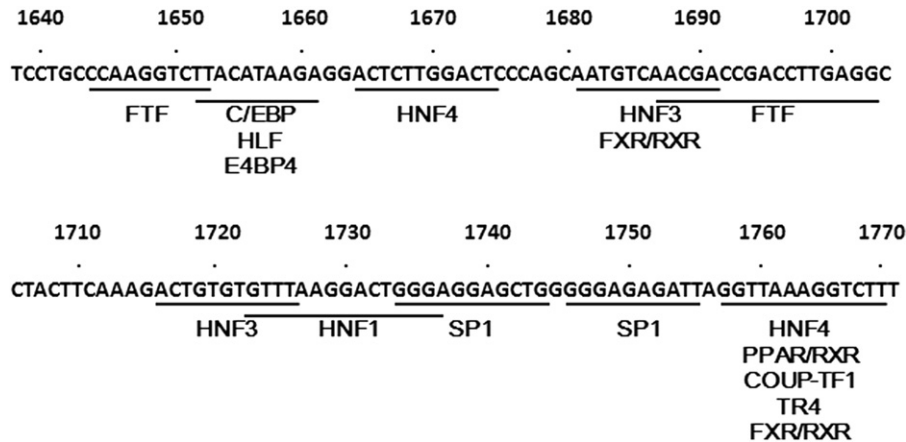 1640 1650 1660 1670 1680 1690 1700
TCCTGCCCAAGGTCTTACATAAGAGGACTCTTGGACTCCCAGCAATGTCAACGACCGACCTTGAGGC
FTF C/EBP HNF4 HNF3 FTF
HLF FXR/RXR
E4BP4
1710 1720 1730 1740 1750 1760 1770
CTACTTCAAAGACTGTGTGTTTAAGGACTGGGAGGAGCTGGGGGAGAGATTAGGTTAAAGGTCTTT
HNF3 HNF1 SP1 SP1 HNF4
PPAR/RXR
COUP-TF1
TR4
FXR/RXR